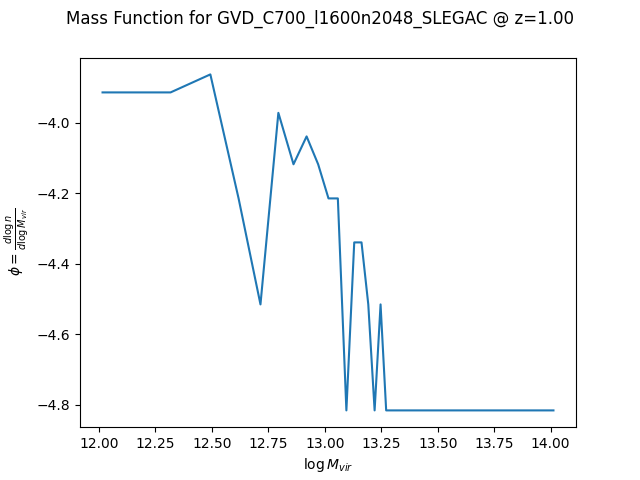 Mass Function for GVD_C700_l1600n2048_SLEGAC @ z=1.00
−4.0
−4.2
−4.4
−4.6
−4.8
ϕ = d log n / d log M_vir
12.00 12.25 12.50 12.75 13.00 13.25 13.50 13.75 14.00
log M_vir